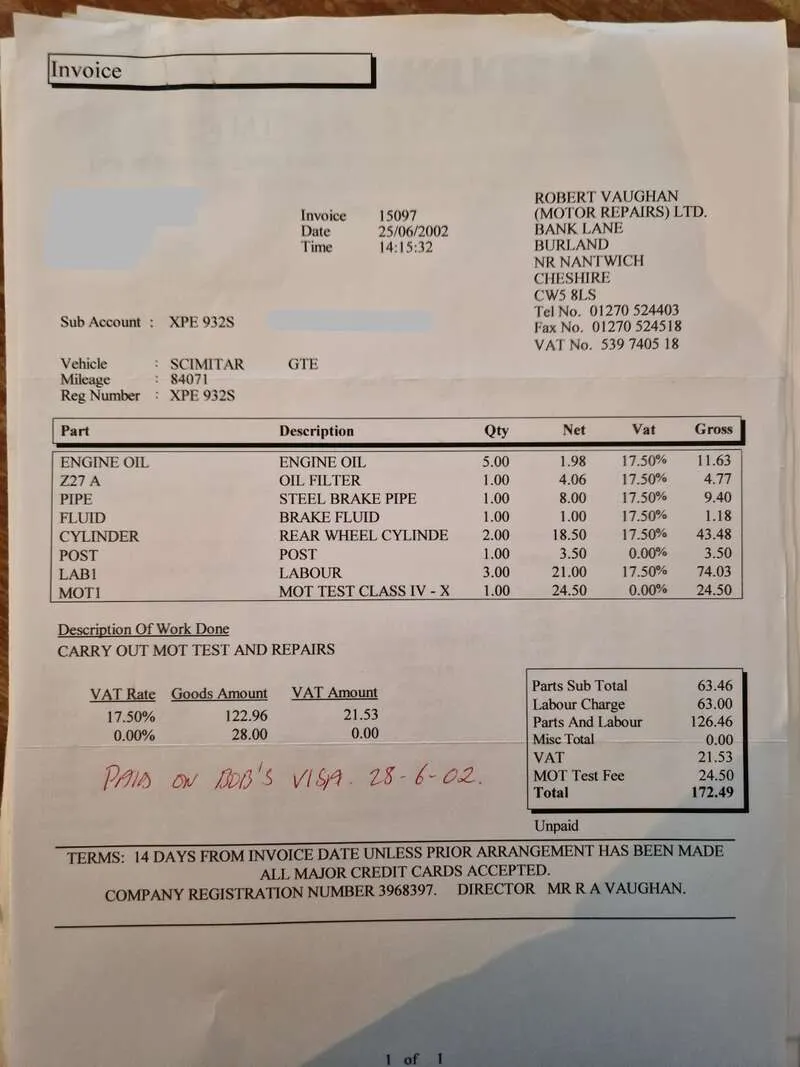 Invoice
Invoice 15097
Date 25/06/2002
Time 14:15:32
ROBERT VAUGHAN
(MOTOR REPAIRS) LTD.
BANK LANE
BURLAND
NR NANTWICH
CHESHIRE
CW5 8LS
Tel No. 01270 524403
Fax No. 01270 524518
VAT No. 539 7405 18
Sub Account : XPE 932S
Vehicle : SCIMITAR GTE
Mileage : 84071
Reg Number : XPE 932S
Part Description Qty Net Vat Gross
ENGINE OIL ENGINE OIL 5.00 1.98 17.50% 11.63
Z27 A OIL FILTER 1.00 4.06 17.50% 4.77
PIPE STEEL BRAKE PIPE 1.00 8.00 17.50% 9.40
FLUID BRAKE FLUID 1.00 1.00 17.50% 1.18
CYLINDER REAR WHEEL CYLINDE 2.00 18.50 17.50% 43.48
POST POST 1.00 3.50 0.00% 3.50
LAB1 LABOUR 3.00 21.00 17.50% 74.03
MOT1 MOT TEST CLASS IV - X 1.00 24.50 0.00% 24.50
Description Of Work Done
CARRY OUT MOT TEST AND REPAIRS
VAT Rate Goods Amount VAT Amount
17.50% 122.96 21.53
0.00% 28.00 0.00
PAID ON BOB'S VISA. 28-6-02.
Parts Sub Total 63.46
Labour Charge 63.00
Parts And Labour 126.46
Misc Total 0.00
VAT 21.53
MOT Test Fee 24.50
Total 172.49
Unpaid
TERMS: 14 DAYS FROM INVOICE DATE UNLESS PRIOR ARRANGEMENT HAS BEEN MADE
ALL MAJOR CREDIT CARDS ACCEPTED.
COMPANY REGISTRATION NUMBER 3968397. DIRECTOR MR R A VAUGHAN.
1 of 1